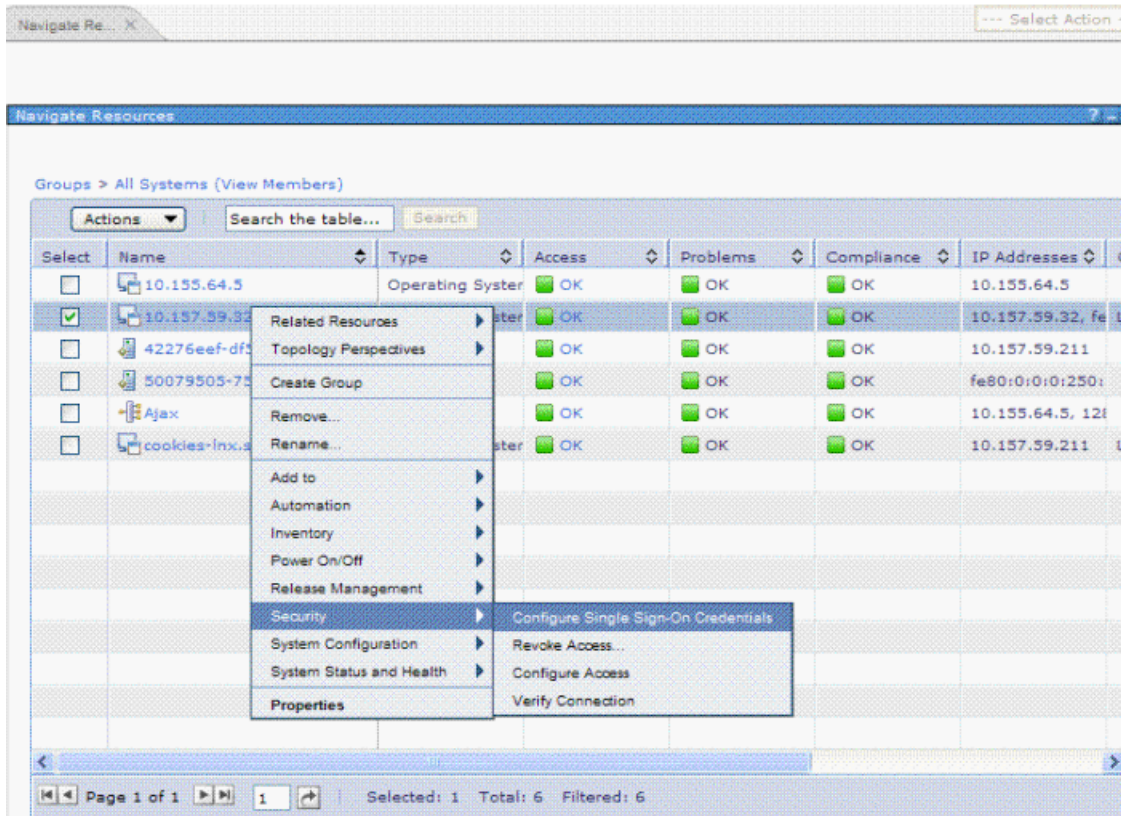 Navigate Re...
--- Select Action -
Navigate Resources
Groups > All Systems (View Members)
Actions Search the table... Search
Select Name Type Access Problems Compliance IP Addresses
10.155.64.5 Operating Syster OK OK OK 10.155.64.5
10.157.59.32 ster OK OK OK 10.157.59.32, fe
42276eef-df5 OK OK OK 10.157.59.211
50079505-75 OK OK OK fe80:0:0:0:250:
Ajax OK OK OK 10.155.64.5, 128
cookies-lnx.s ster OK OK OK 10.157.59.211
Related Resources
Topology Perspectives
Create Group
Remove...
Rename...
Add to
Automation
Inventory
Power On/Off
Release Management
Security
System Configuration
System Status and Health
Properties
Configure Single Sign-On Credentials
Revoke Access...
Configure Access
Verify Connection
Page 1 of 1 1 Selected: 1 Total: 6 Filtered: 6